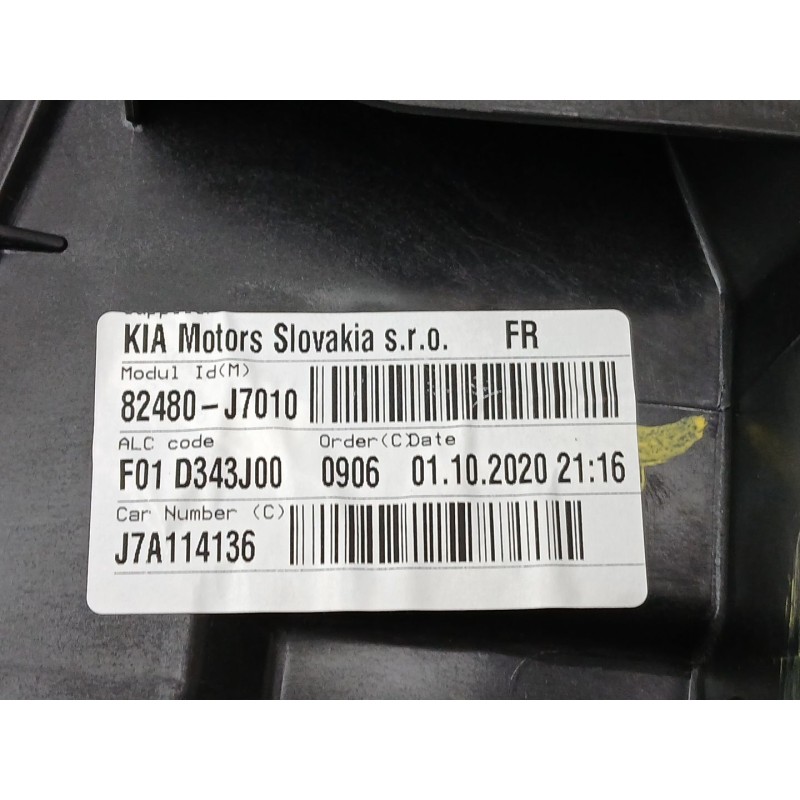 KIA Motors Slovakia s.r.o. FR
Modul Id(M)
82480-J7010
ALC code Order(C)Date
F01 D343J00 0906 01.10.2020 21:16
Car Number (C)
J7A114136